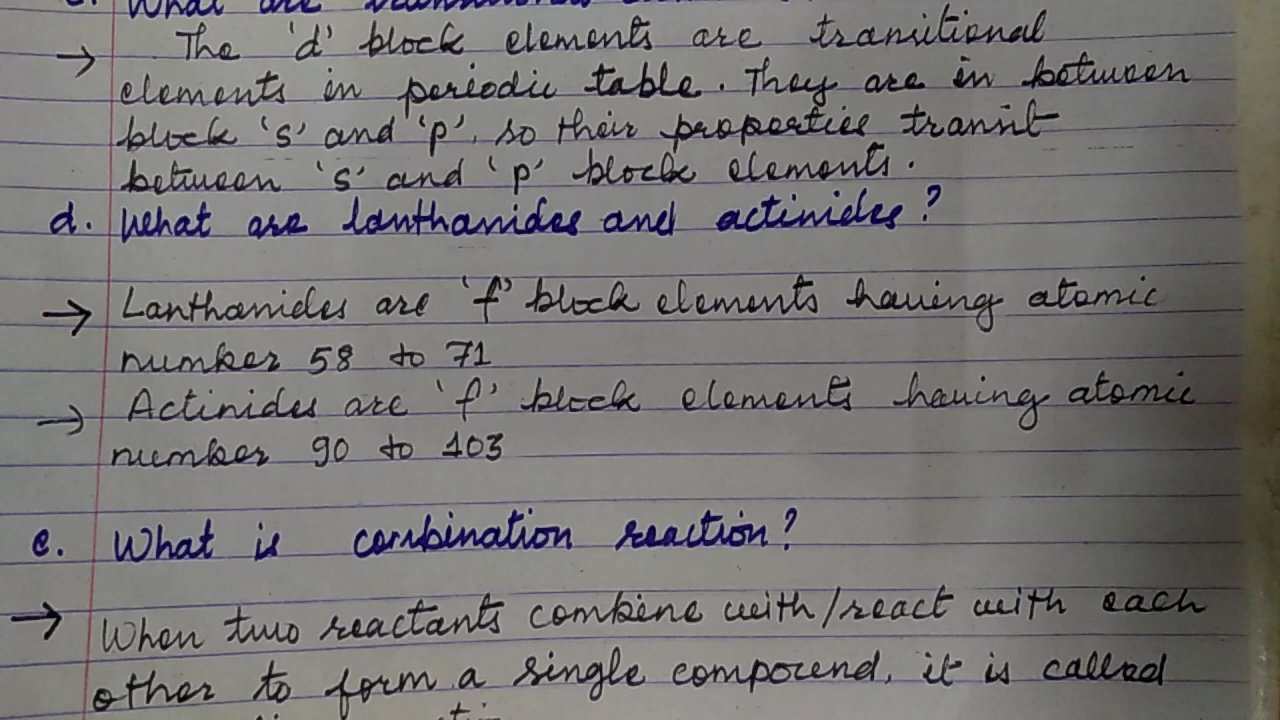 What are
The 'd' block elements are transitional
elements in periodic table. They are in between
block 's' and 'p', so their properties transit
between 's' and 'p' block elements.
d. What are lanthanides and actinides?
→ Lanthanides are 'f' block elements having atomic
number 58 to 71
→ Actinides are 'f' block elements having atomic
number 90 to 103
e. What is combination reaction?
→ When two reactants combine with/react with each
other to form a single compound, it is called